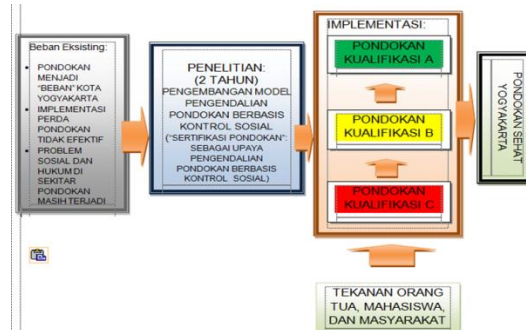 Beban Eksisting:
• PONDOKAN
MENJADI
"BEBAN" KOTA
YOGYAKARTA
• IMPLEMENTASI
PERDA
PONDOKAN
TIDAK EFEKTIF
• PROBLEM
SOSIAL DAN
HUKUM DI
SEKITAR
PONDOKAN
MASIH TERJADI
PENELITIAN:
(2 TAHUN)
PENGEMBANGAN MODEL
PENGENDALIAN
PONDOKAN BERBASIS
KONTROL SOSIAL
("SERTIFIKASI PONDOKAN":
SEBAGAI UPAYA
PENGENDALIAN
PONDOKAN BERBASIS
KONTROL SOSIAL)
IMPLEMENTASI:
PONDOKAN
KUALIFIKASI A
PONDOKAN
KUALIFIKASI B
PONDOKAN
KUALIFIKASI C
PONDOKAN SEHAT
YOGYAKARTA
TEKANAN ORANG
TUA, MAHASISWA,
DAN MASYARAKAT